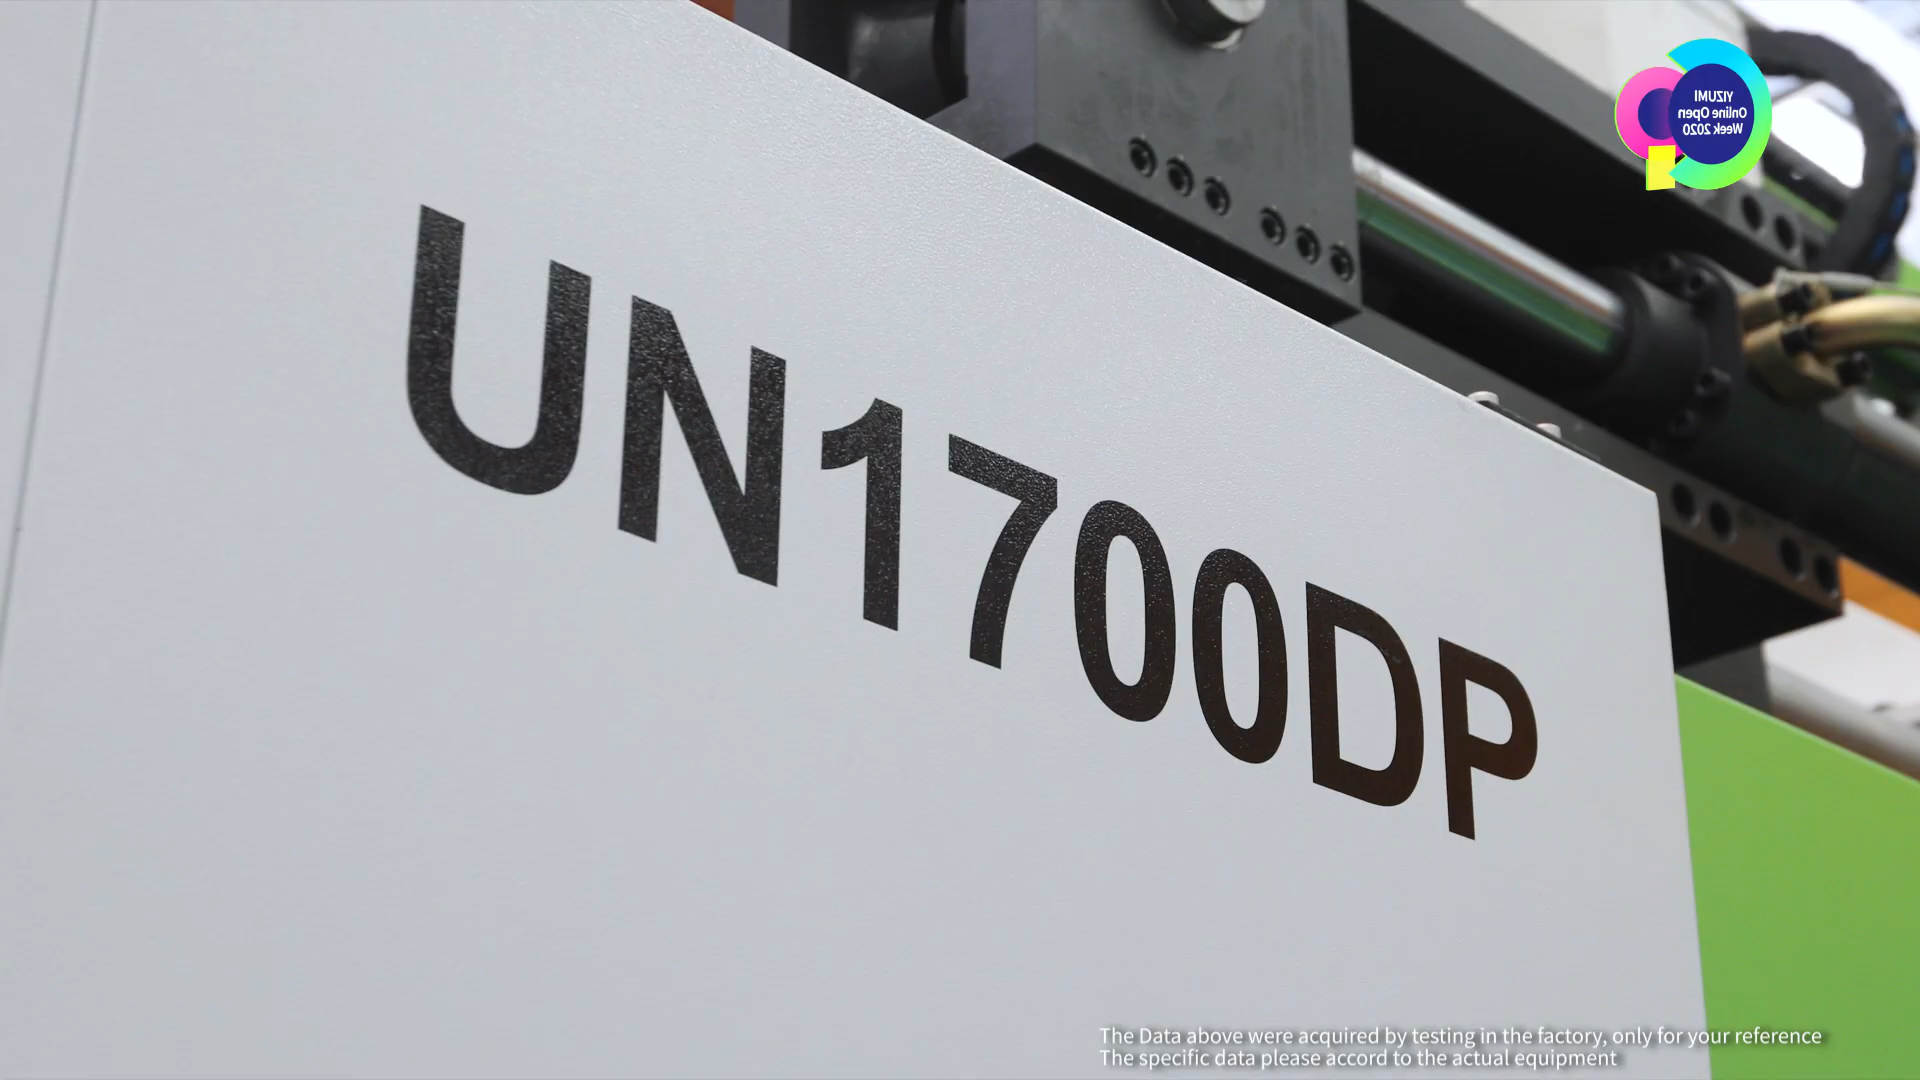 YIZUMI
Online Open
Week 2020
UN1700DP
The Data above were acquired by testing in the factory, only for your reference
The specific data please accord to the actual equipment